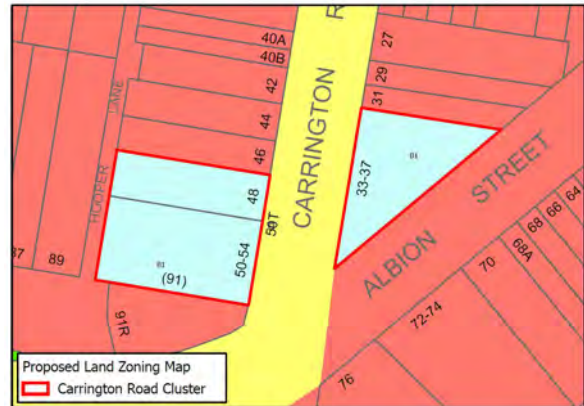 R
40A
40B
27
42
29
44
31
HOOPER LANE
46
CARRINGTON
48
33-37
STREET
50T
50-54
ALBION
64
66
68
68A
70
89
(91)
91R
72-74
76
Proposed Land Zoning Map
Carrington Road Cluster